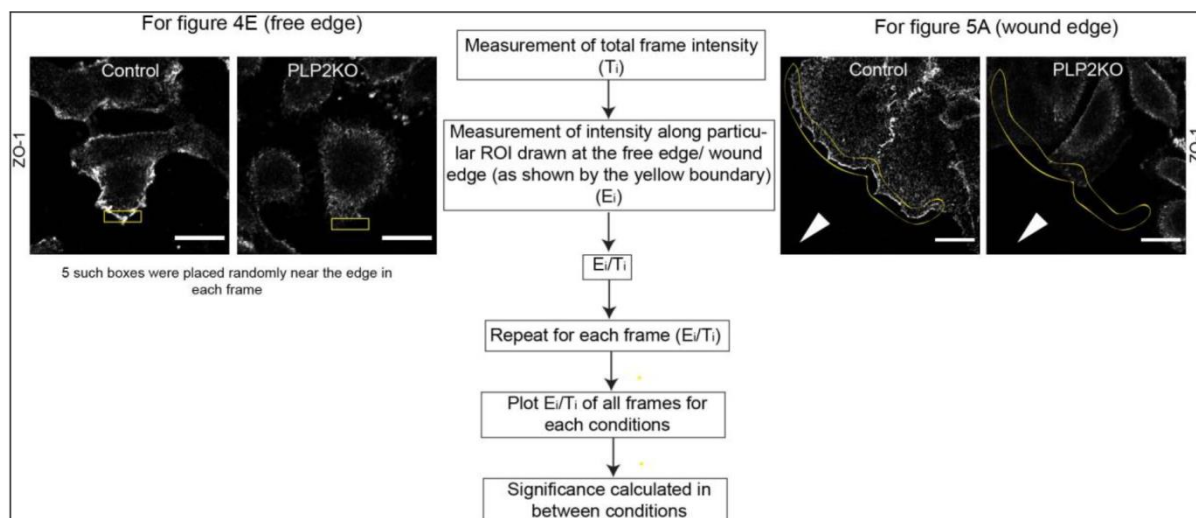 For figure 4E (free edge)
Control
PLP2KO
ZO-1
5 such boxes were placed randomly near the edge in
each frame
Measurement of total frame intensity
(Ti)
Measurement of intensity along particu-
lar ROI drawn at the free edge/ wound
edge (as shown by the yellow boundary)
(Ei)
Ei/Ti
Repeat for each frame (Ei/Ti)
Plot Ei/Ti of all frames for
each conditions
Significance calculated in
between conditions
For figure 5A (wound edge)
Control
PLP2KO
ZO-1